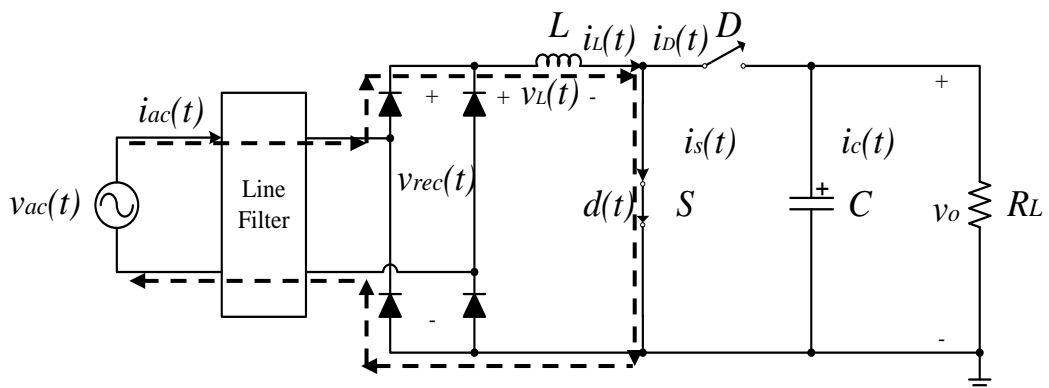 L
iL(t)
iD(t)
D
iac(t)
+
+
vL(t)
-
+
Line
Filter
vac(t)
vrec(t)
is(t)
ic(t)
d(t)
S
+
C
vo
RL
-
-